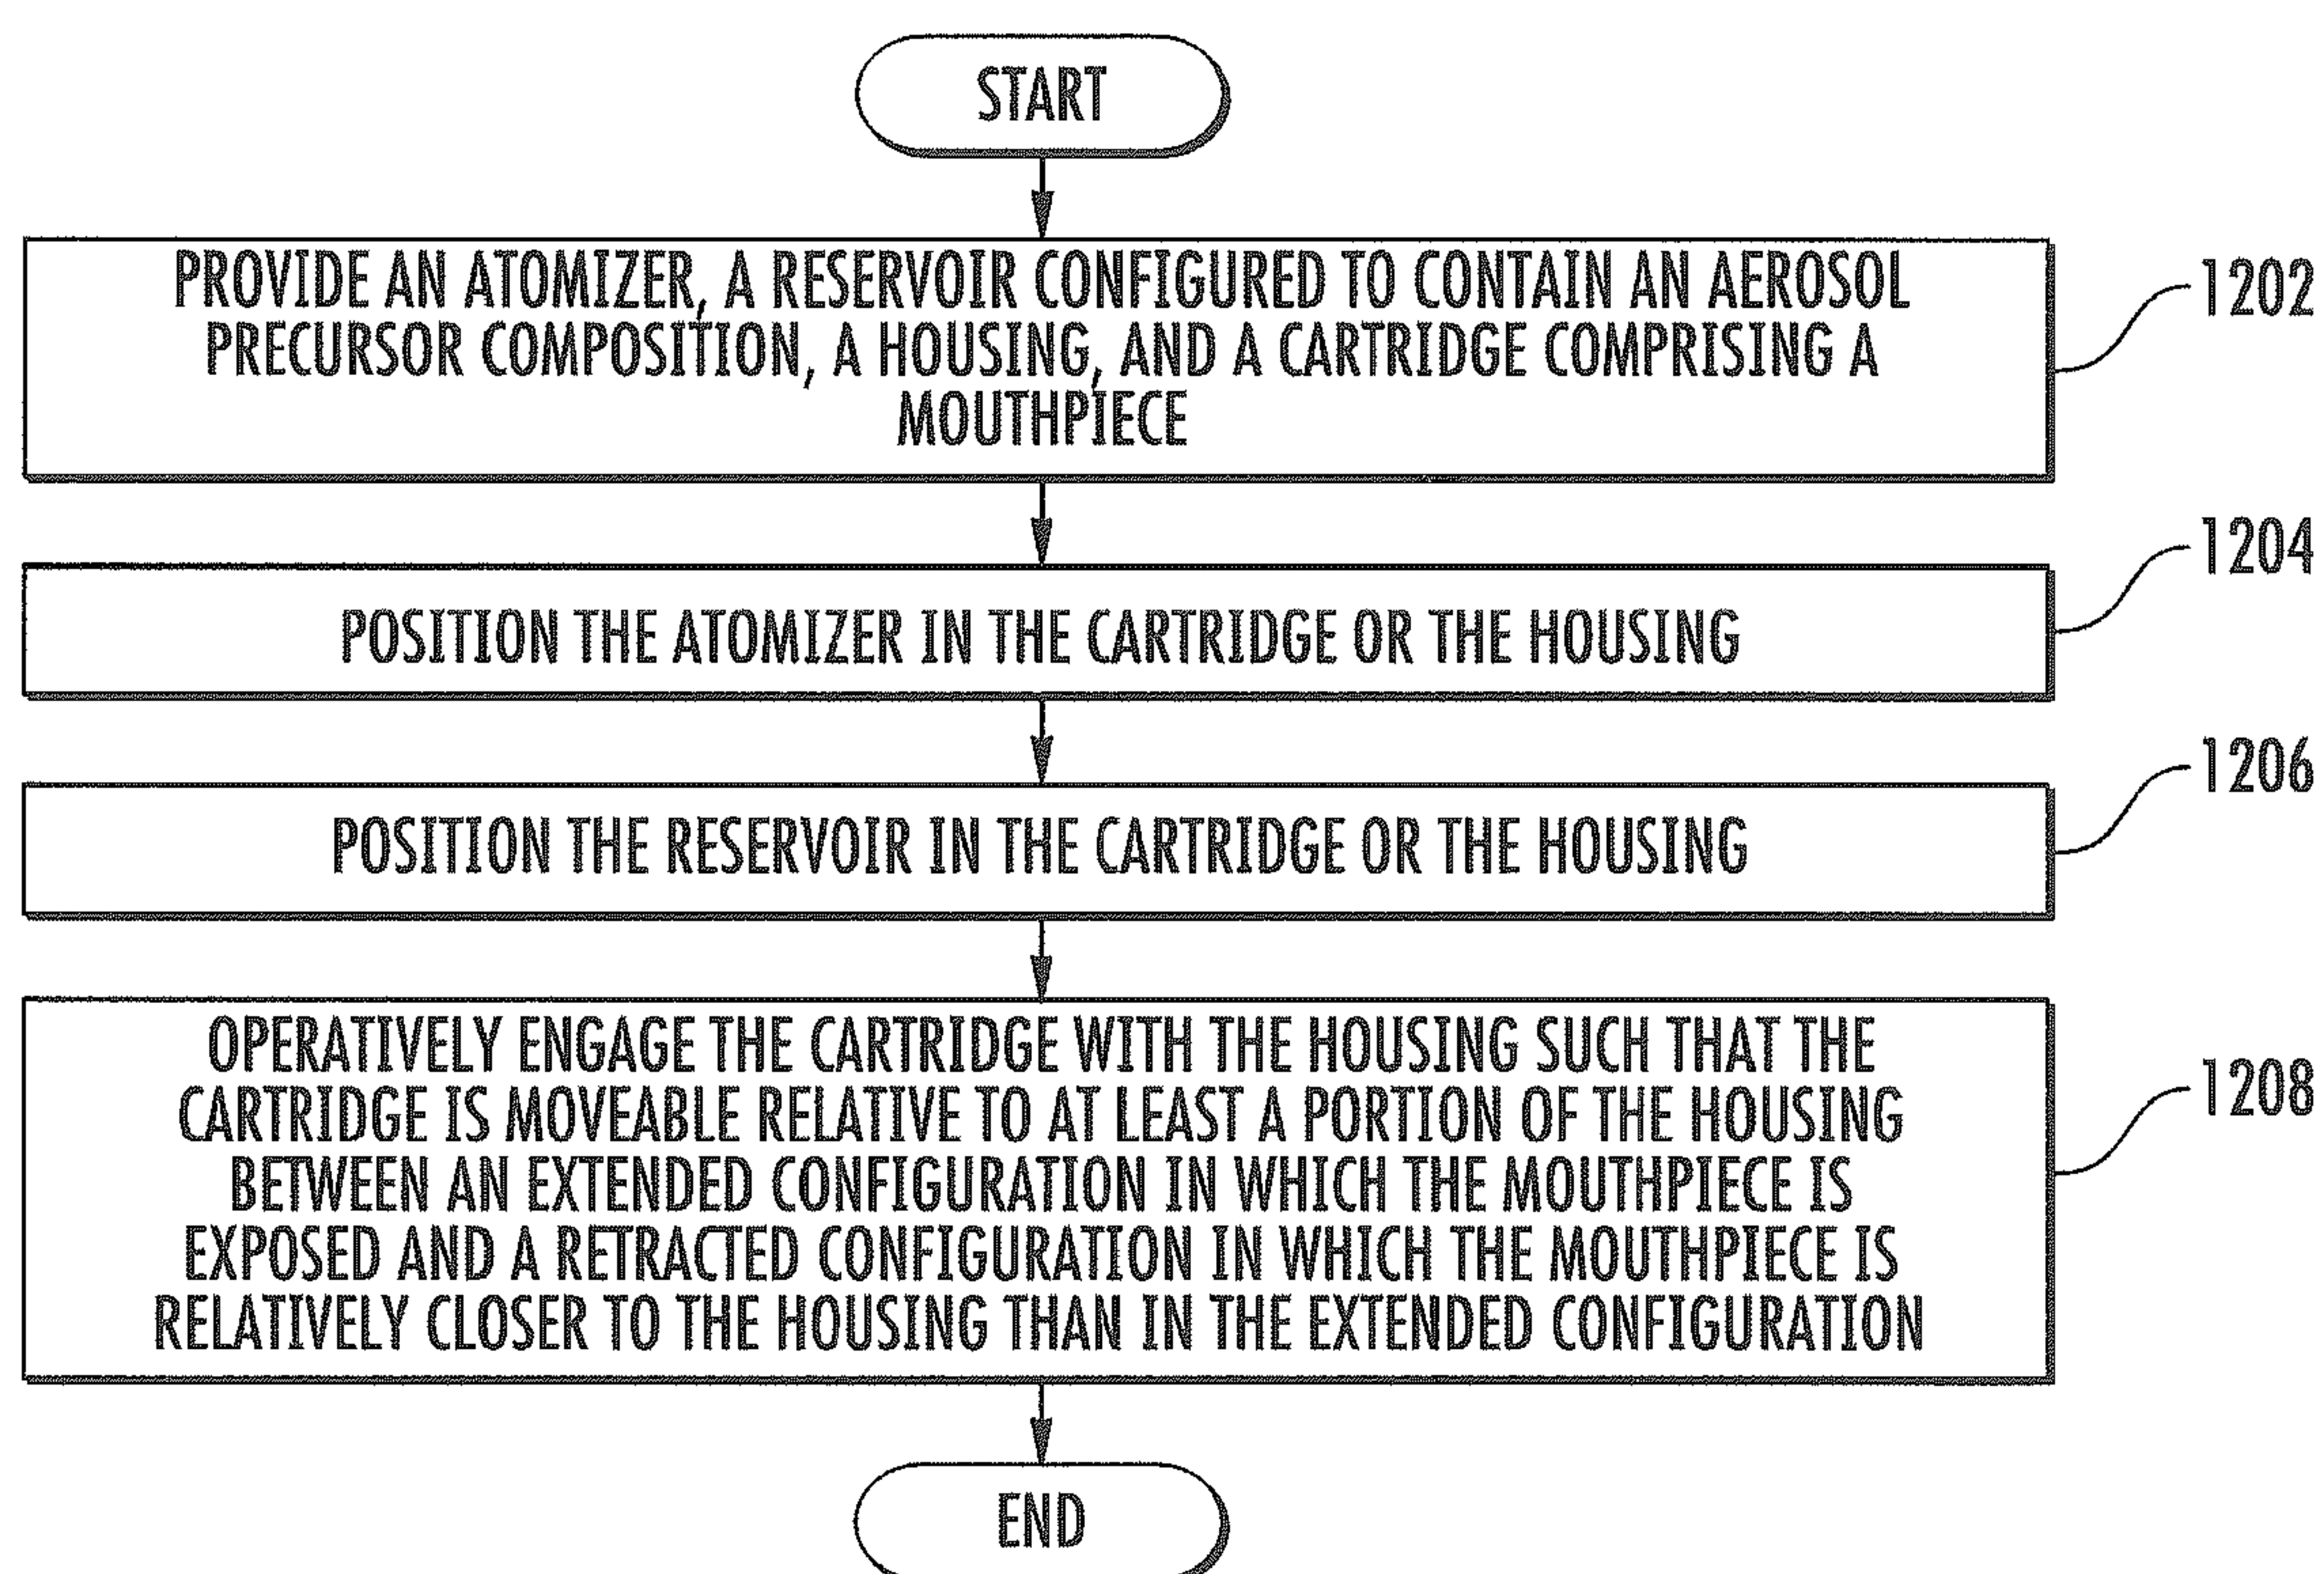 START
PROVIDE AN ATOMIZER, A RESERVOIR CONFIGURED TO CONTAIN AN AEROSOL
PRECURSOR COMPOSITION, A HOUSING, AND A CARTRIDGE COMPRISING A
MOUTHPIECE
1202
POSITION THE ATOMIZER IN THE CARTRIDGE OR THE HOUSING
1204
POSITION THE RESERVOIR IN THE CARTRIDGE OR THE HOUSING
1206
OPERATIVELY ENGAGE THE CARTRIDGE WITH THE HOUSING SUCH THAT THE
CARTRIDGE IS MOVEABLE RELATIVE TO AT LEAST A PORTION OF THE HOUSING
BETWEEN AN EXTENDED CONFIGURATION IN WHICH THE MOUTHPIECE IS
EXPOSED AND A RETRACTED CONFIGURATION IN WHICH THE MOUTHPIECE IS
RELATIVELY CLOSER TO THE HOUSING THAN IN THE EXTENDED CONFIGURATION
1208
END